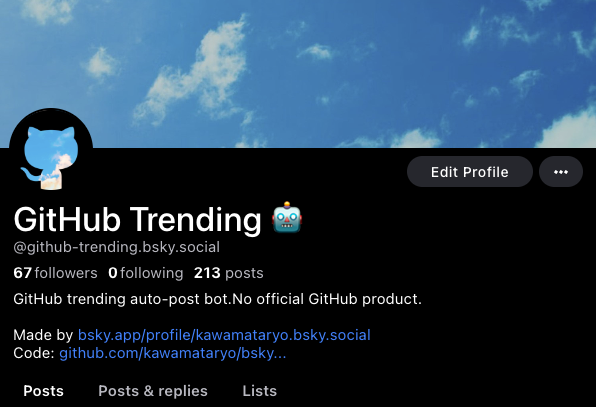 Edit Profile
GitHub Trending 🤖
@github-trending.bsky.social
67 followers 0 following 213 posts
GitHub trending auto-post bot.No official GitHub product.
Made by bsky.app/profile/kawamataryo.bsky.social
Code: github.com/kawamataryo/bsky...
Posts Posts & replies Lists